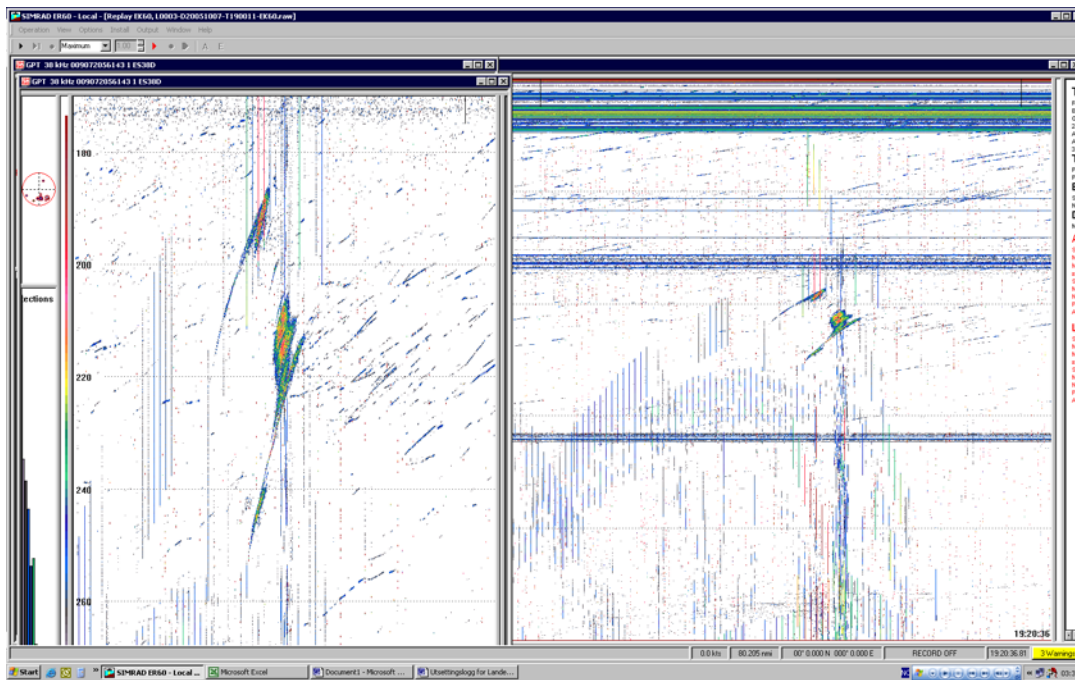 SIMRAD ER60 - Local - [Replay EK60, L0003-D20051007-T190011-EK60.raw]
Operation View Options Install Output Window Help
Maximum 1.00 A E
GPT 38 kHz 009072056143 1 ES38D
GPT 38 kHz 009072056143 1 ES38D
180
200
ections
220
240
260
19:20:36
0.0 kts 80.205 nmi 00° 0.000 N 000° 0.000 E RECORD OFF 19:20:36.81 3 Warnings
Start SIMRAD ER60 - Local ... Microsoft Excel Document1 - Microsoft ... Utsettingslogg for Lande...